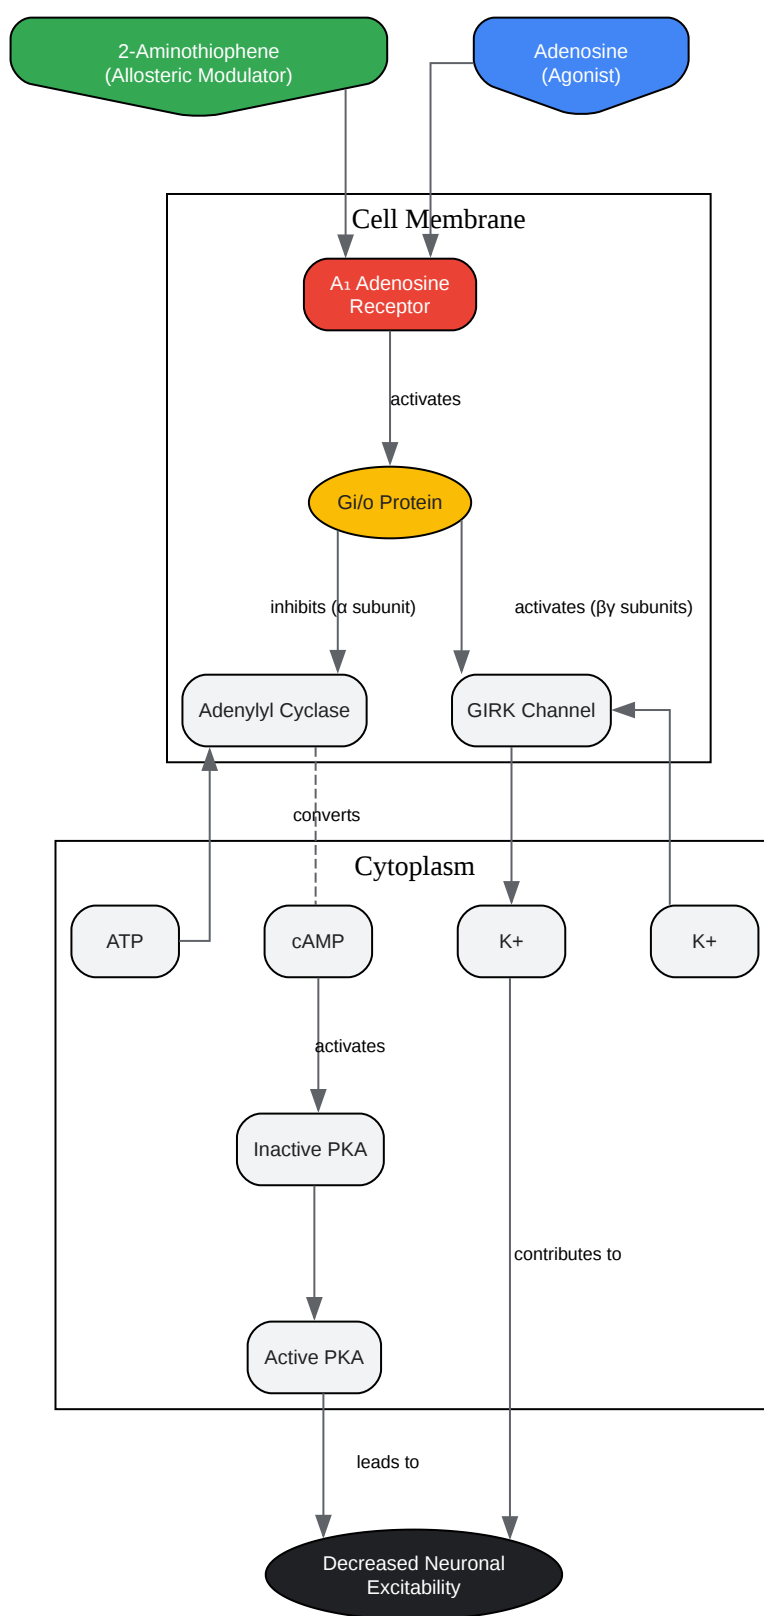 2-Aminothiophene
(Allosteric Modulator)
Adenosine
(Agonist)
Cell Membrane
A₁ Adenosine
Receptor
activates
Gi/o Protein
inhibits (α subunit)
activates (βγ subunits)
Adenylyl Cyclase
GIRK Channel
converts
Cytoplasm
ATP
cAMP
K+
K+
activates
Inactive PKA
contributes to
Active PKA
leads to
Decreased Neuronal
Excitability